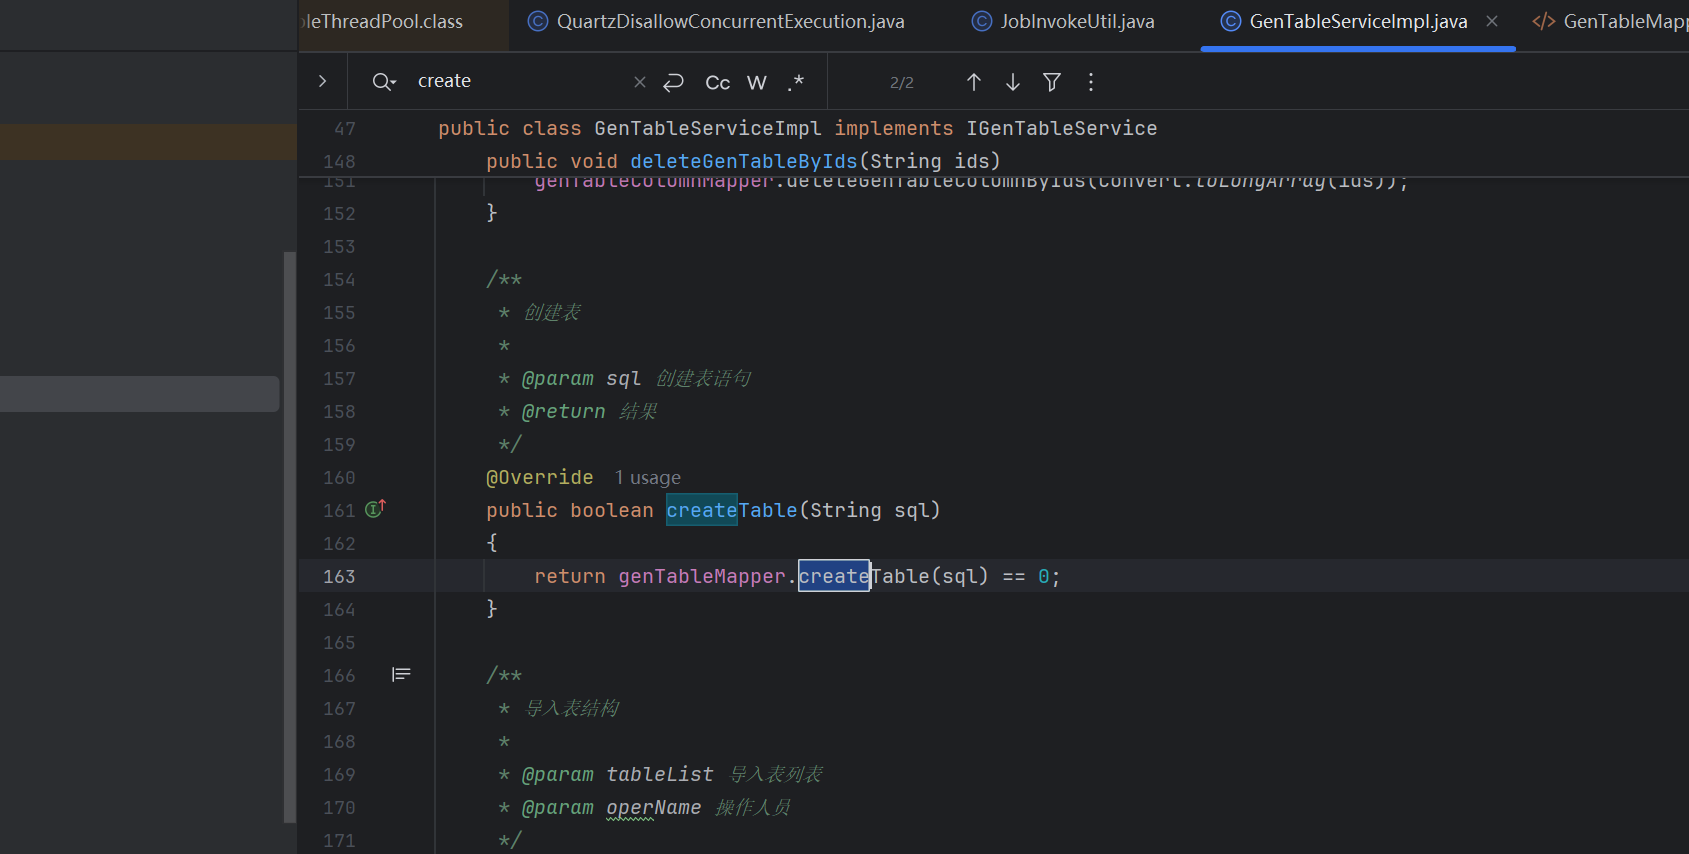 leThreadPool.class QuartzDisallowConcurrentExecution.java JobInvokeUtil.java GenTableServiceImpl.java GenTableMapp
create Cc W .* 2/2
47 public class GenTableServiceImpl implements IGenTableService
148 public void deleteGenTableByIds(String ids)
151 genTableColumnMapper.deleteGenTableColumnByIds(Convert.toLongArray(ids));
152 }
153
154 /**
155 * 创建表
156 *
157 * @param sql 创建表语句
158 * @return 结果
159 */
160 @Override 1 usage
161 public boolean createTable(String sql)
162 {
163 return genTableMapper.createTable(sql) == 0;
164 }
165
166 /**
167 * 导入表结构
168 *
169 * @param tableList 导入表列表
170 * @param operName 操作人员
171 */